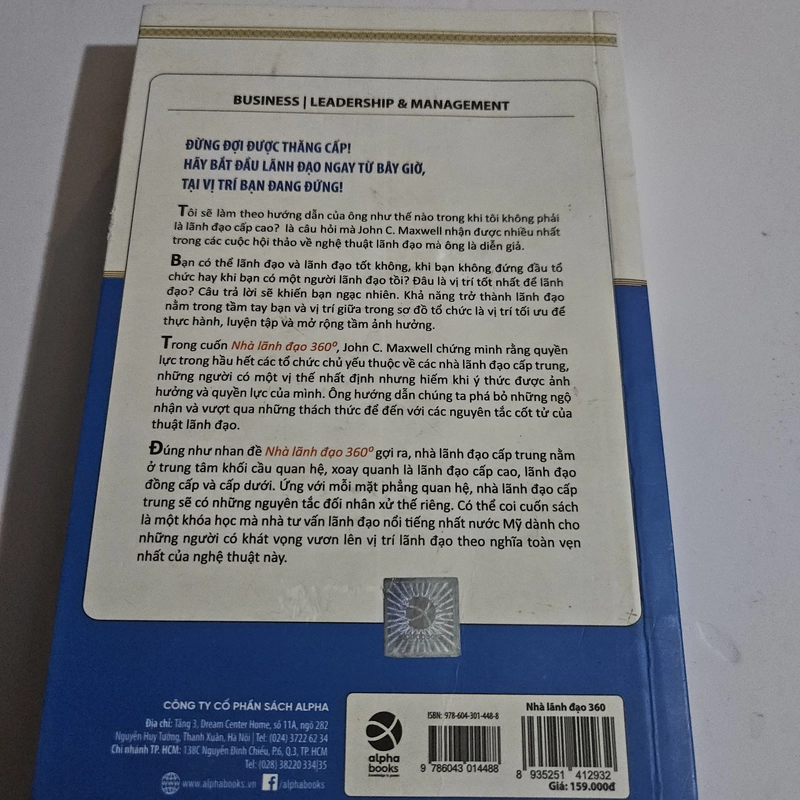 BUSINESS | LEADERSHIP & MANAGEMENT
ĐỪNG ĐỢI ĐƯỢC THĂNG CẤP!
HÃY BẮT ĐẦU LÃNH ĐẠO NGAY TỪ BÂY GIỜ,
TẠI VỊ TRÍ BẠN ĐANG ĐỨNG!
Tôi sẽ làm theo hướng dẫn của ông như thế nào trong khi tôi không phải
là lãnh đạo cấp cao? là câu hỏi mà John C. Maxwell nhận được nhiều nhất
trong các cuộc hội thảo về nghệ thuật lãnh đạo mà ông là diễn giả.
Bạn có thể lãnh đạo và lãnh đạo tốt không, khi bạn không đứng đầu tổ
chức hay khi bạn có một người lãnh đạo tồi? Đâu là vị trí tốt nhất để lãnh
đạo? Câu trả lời sẽ khiến bạn ngạc nhiên. Khả năng trở thành lãnh đạo
nằm trong tầm tay bạn và vị trí giữa trong sơ đồ tổ chức là vị trí tối ưu để
thực hành, luyện tập và mở rộng tầm ảnh hưởng.
Trong cuốn Nhà lãnh đạo 360⁰, John C. Maxwell chứng minh rằng quyền
lực trong hầu hết các tổ chức chủ yếu thuộc về các nhà lãnh đạo cấp trung,
những người có một vị thế nhất định nhưng hiếm khi ý thức được ảnh
hưởng và quyền lực của mình. Ông hướng dẫn chúng ta phá bỏ những ngộ
nhận và vượt qua những thách thức để đến với các nguyên tắc cốt tử của
thuật lãnh đạo.
Đúng như nhan đề Nhà lãnh đạo 360⁰ gợi ra, nhà lãnh đạo cấp trung nằm
ở trung tâm khối cầu quan hệ, xoay quanh là lãnh đạo cấp cao, lãnh đạo
đồng cấp và cấp dưới. Ứng với mỗi mặt phẳng quan hệ, nhà lãnh đạo cấp
trung sẽ có những nguyên tắc đối nhân xử thế riêng. Có thể coi cuốn sách
là một khóa học mà nhà tư vấn lãnh đạo nổi tiếng nhất nước Mỹ dành cho
những người có khát vọng vươn lên vị trí lãnh đạo theo nghĩa toàn vẹn
nhất của nghệ thuật này.
CÔNG TY CỔ PHẦN SÁCH ALPHA
Địa chỉ: Tầng 3, Dream Center Home, số 11A, ngõ 282
Nguyễn Huy Tưởng, Thanh Xuân, Hà Nội | Tel: (024) 3722 62 34
Chi nhánh TP. HCM: 138C Nguyễn Đình Chiểu, P.6, Q.3, TP. HCM
Tel: (028) 38220 334|35
www.alphabooks.vn /alphabooks
alpha
books
knowledge is power
ISBN: 978-604-301-448-8
9 786043 014488
Nhà lãnh đạo 360
8 935251 412932
Giá: 159.000đ